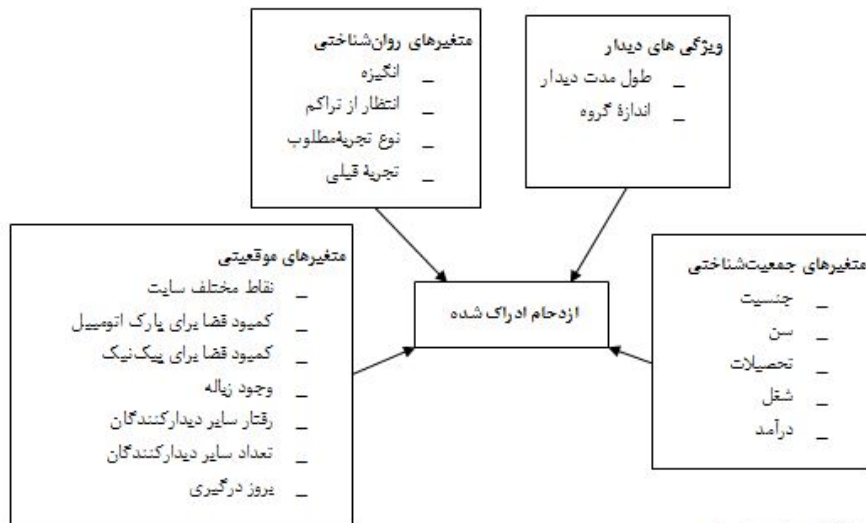 متغیرهای روان‌شناختی
_ انگیزه
_ انتظار از تراکم
_ نوع تجربهٔ‌مطلوب
_ تجربهٔ قبلی
ویژگی های دیدار
_ طول مدت دیدار
_ اندازهٔ گروه
متغیرهای موقعیتی
_ نقاط مختلف سایت
_ کمبود فضا برای پارک اتومبیل
_ کمبود فضا برای پیک‌نیک
_ وجود زباله
_ رفتار سایر دیدارکنندگان
_ تعداد سایر دیدارکنندگان
_ بروز درگیری
ازدحام ادراک شده
متغیرهای جمعیت‌شناختی
_ جنسیت
_ سن
_ تحصیلات
_ شغل
_ درآمد